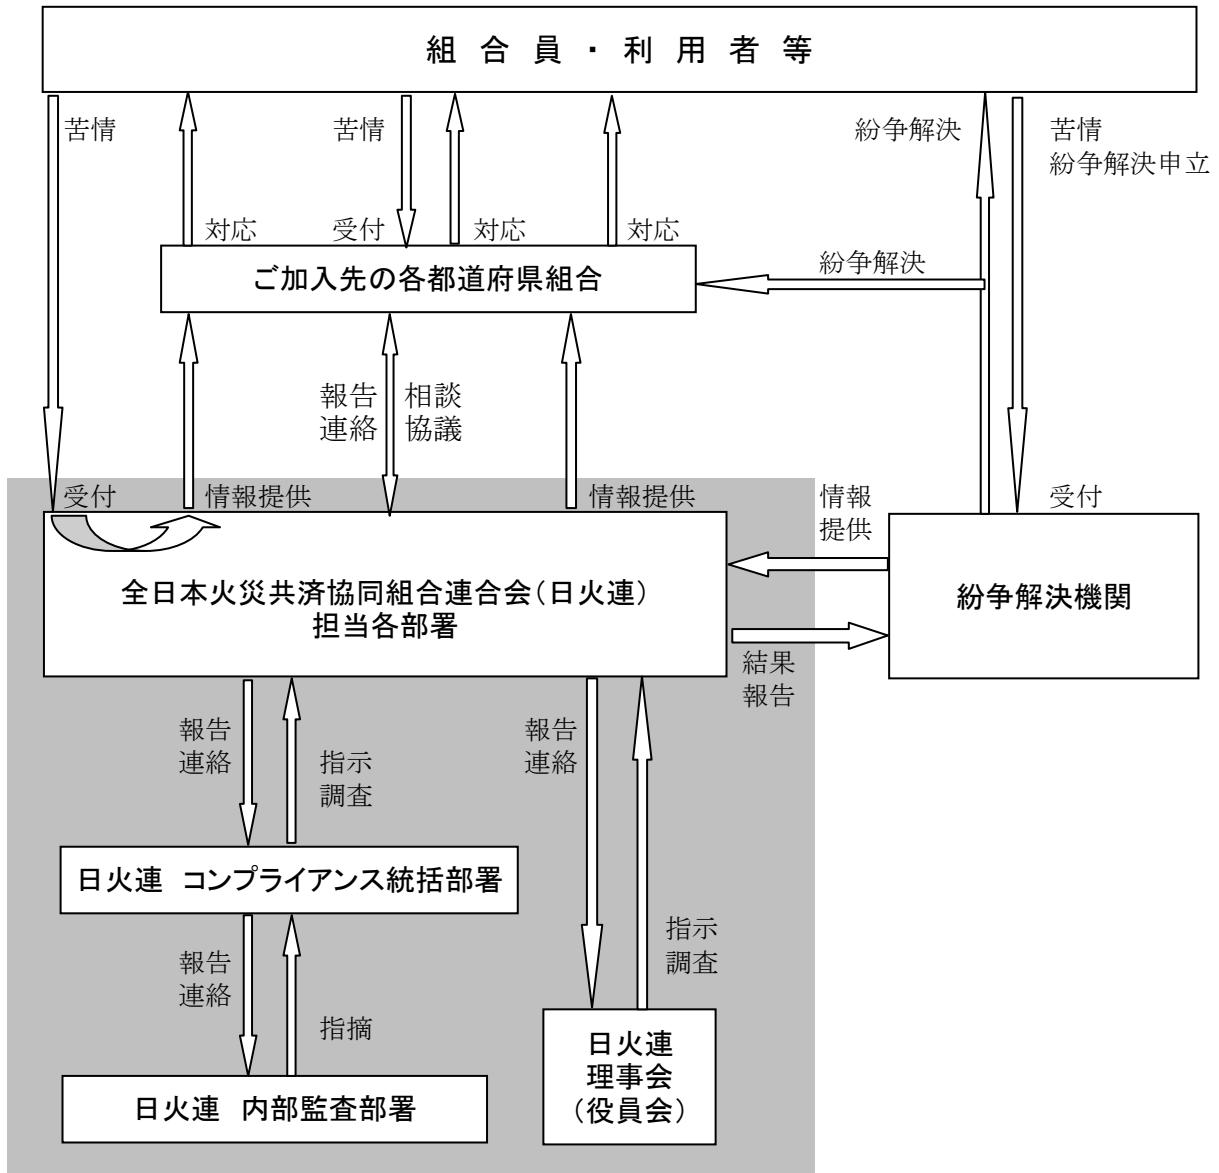 組合員・利用者等
苦情
苦情
紛争解決
苦情
紛争解決申立
対応
受付
対応
対応
紛争解決
ご加入先の各都道府県組合
報告
連絡
相談
協議
受付
情報提供
情報提供
情報
提供
受付
全日本火災共済協同組合連合会(日火連)
担当各部署
紛争解決機関
結果
報告
報告
連絡
指示
調査
報告
連絡
日火連 コンプライアンス統括部署
指示
調査
報告
連絡
指摘
日火連
理事会
(役員会)
日火連 内部監査部署